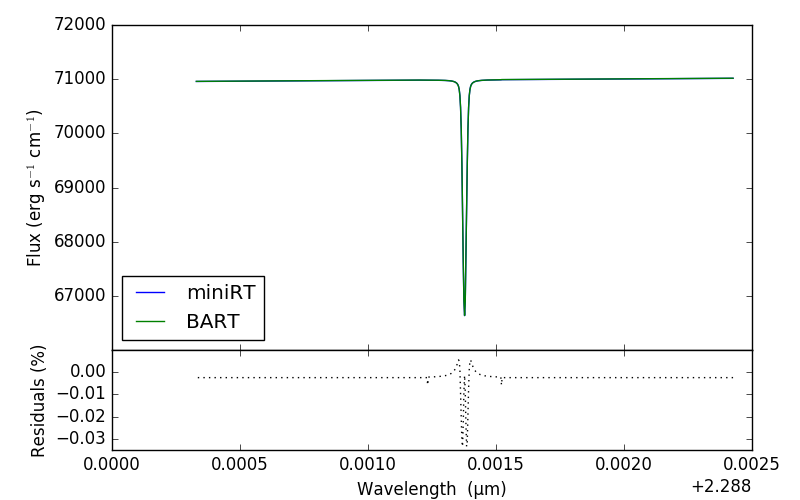 72000
71000
70000
69000
68000
67000
Flux (erg s⁻¹ cm⁻¹)
miniRT
BART
0.00
−0.01
−0.02
−0.03
Residuals (%)
0.0000 0.0005 0.0010 0.0015 0.0020 0.0025
+2.288
Wavelength (μm)